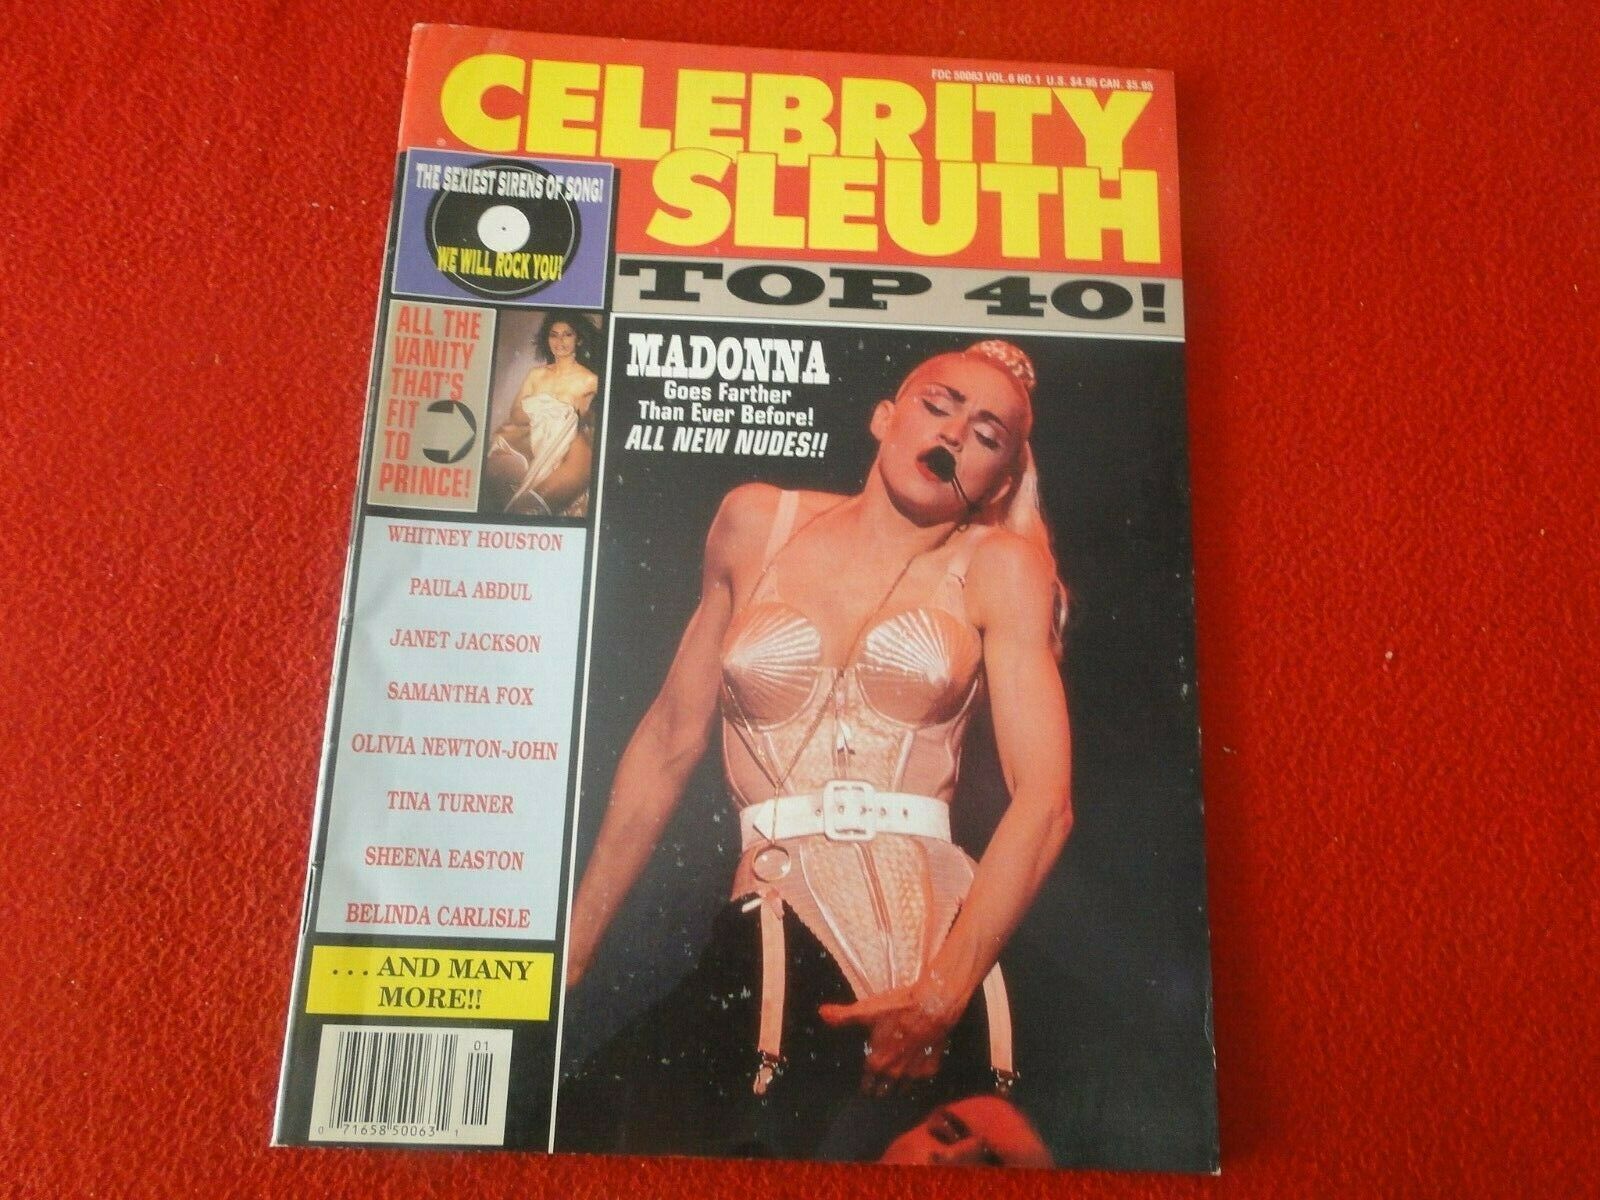 FDC 50063 VOL. 6 NO. 1 U.S. $4.95 CAN. $5.95
CELEBRITY
SLEUTH
®
THE SEXIEST SIRENS OF SONG!
WE WILL ROCK YOU!
TOP 40!
ALL THE
VANITY
THAT'S
FIT
TO
PRINCE!
MADONNA
Goes Farther
Than Ever Before!
ALL NEW NUDES!!
WHITNEY HOUSTON
PAULA ABDUL
JANET JACKSON
SAMANTHA FOX
OLIVIA NEWTON-JOHN
TINA TURNER
SHEENA EASTON
BELINDA CARLISLE
. . . AND MANY
MORE!!
01
0 71658 50063 1